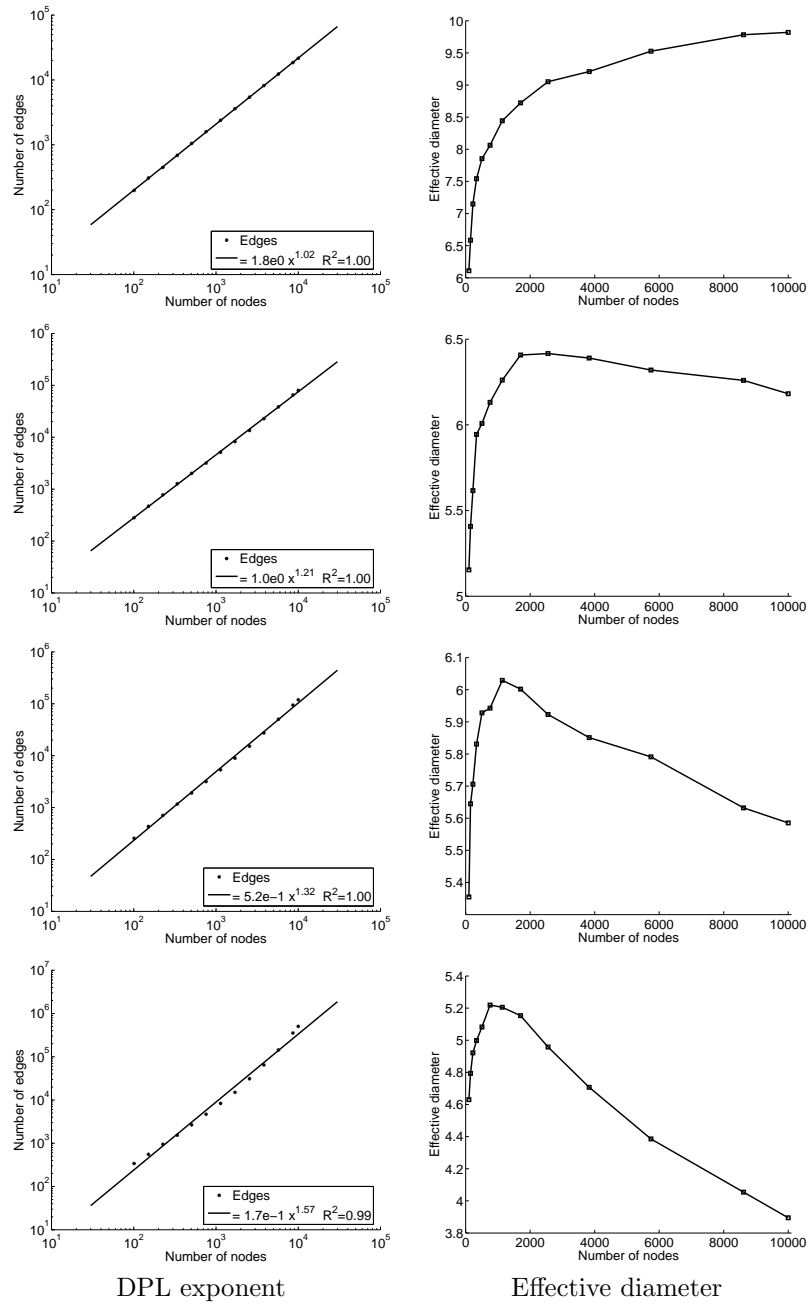 10^5
10^4
10^3
10^2
10^1
Number of edges
Edges
= 1.8e0 x^1.02 R^2=1.00
10^1 10^2 10^3 10^4 10^5
Number of nodes
10
9.5
9
8.5
8
7.5
7
6.5
6
Effective diameter
0 2000 4000 6000 8000 10000
Number of nodes
10^6
10^5
10^4
10^3
10^2
10^1
Number of edges
Edges
= 1.0e0 x^1.21 R^2=1.00
10^1 10^2 10^3 10^4 10^5
Number of nodes
6.5
6
5.5
5
Effective diameter
0 2000 4000 6000 8000 10000
Number of nodes
10^6
10^5
10^4
10^3
10^2
10^1
Number of edges
Edges
= 5.2e−1 x^1.32 R^2=1.00
10^1 10^2 10^3 10^4 10^5
Number of nodes
6.1
6
5.9
5.8
5.7
5.6
5.5
5.4
Effective diameter
0 2000 4000 6000 8000 10000
Number of nodes
10^7
10^6
10^5
10^4
10^3
10^2
10^1
Number of edges
Edges
= 1.7e−1 x^1.57 R^2=0.99
10^1 10^2 10^3 10^4 10^5
Number of nodes
5.4
5.2
5
4.8
4.6
4.4
4.2
4
3.8
Effective diameter
0 2000 4000 6000 8000 10000
Number of nodes
DPL exponent
Effective diameter